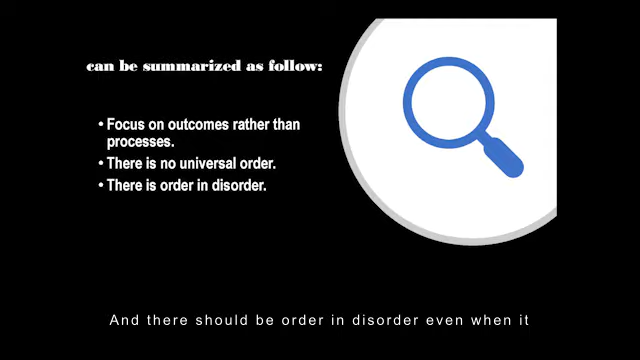 can be summarized as follow:
• Focus on outcomes rather than
processes.
• There is no universal order.
• There is order in disorder.
And there should be order in disorder even when it